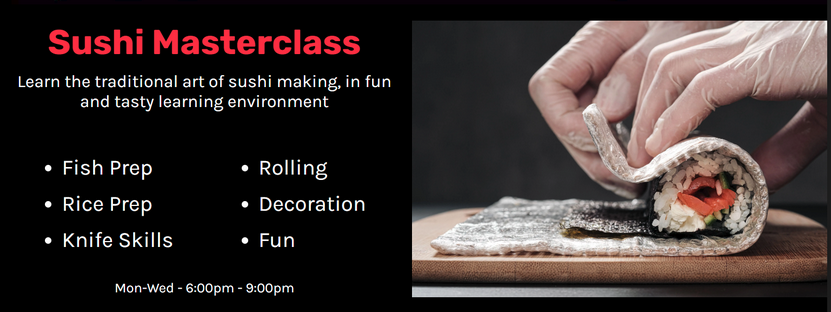 Sushi Masterclass
Learn the traditional art of sushi making, in fun
and tasty learning environment
Fish Prep
Rice Prep
Knife Skills
Rolling
Decoration
Fun
Mon-Wed - 6:00pm - 9:00pm